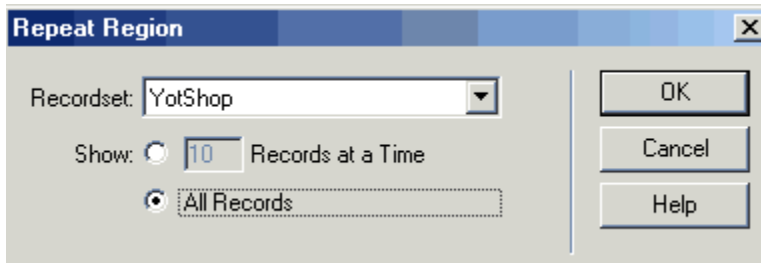 Repeat Region
Recordset: YotShop
OK
Show: 10 Records at a Time
Cancel
All Records
Help